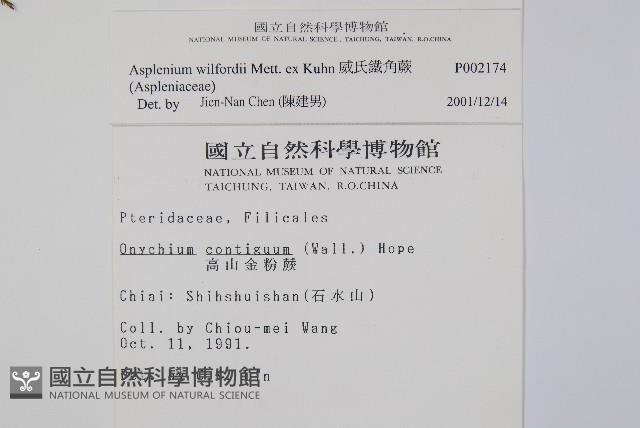 國立自然科學博物館
NATIONAL MUSEUM OF NATURAL SCIENCE, TAICHUNG, TAIWAN, R.O.CHINA
Asplenium wilfordii Mett. ex Kuhn 威氏鐵角蕨 P002174
(Aspleniaceae)
Det. by Jien-Nan Chen (陳建男) 2001/12/14
國立自然科學博物館
NATIONAL MUSEUM OF NATURAL SCIENCE
TAICHUNG, TAIWAN, R.O.CHINA
Pteridaceae, Filicales
Onychium contiguum (Wall.) Hope
高山金粉蕨
Chiai: Shihshuishan(石水山)
Coll. by Chiou-mei Wang
Oct. 11, 1991.
國立自然科學博物館
NATIONAL MUSEUM OF NATURAL SCIENCE